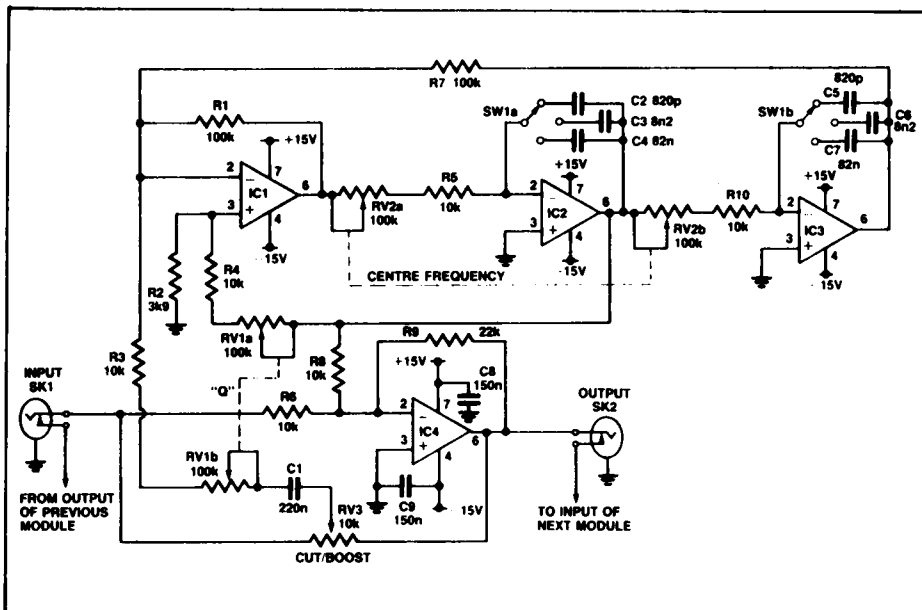 R7 100k
820p
C5
C6
8n2
C7
82n
SW1b
SW1a
C2 820p
C3 8n2
C4 82n
R1
100k
+15V
2
7
IC1
6
3
4
15V
RV2a
100k
R5
10k
+15V
2
7
IC2
6
3
4
15V
RV2b
100k
R10
10k
+15V
2
7
IC3
6
3
4
15V
CENTRE FREQUENCY
R2
3k9
R4
10k
RV1a
100k
R3
10k
"Q"
R8
10k
R9
22k
+15V
C8
150n
INPUT
SK1
R6
10k
2
7
IC4
6
3
4
C9
150n
15V
OUTPUT
SK2
RV1b
100k
C1
220n
RV3
10k
CUT/BOOST
FROM OUTPUT
OF PREVIOUS
MODULE
TO INPUT OF
NEXT MODULE